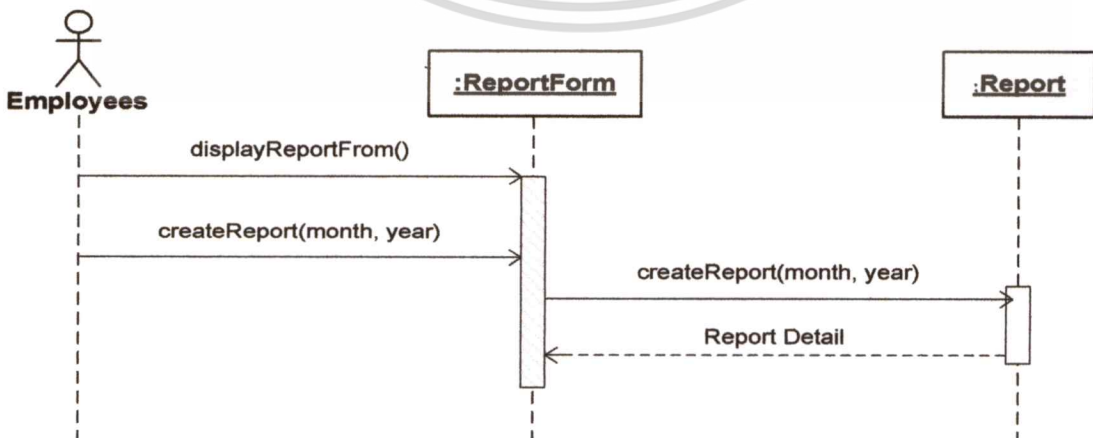 Employees
:ReportForm
:Report
displayReportFrom()
createReport(month, year)
createReport(month, year)
Report Detail